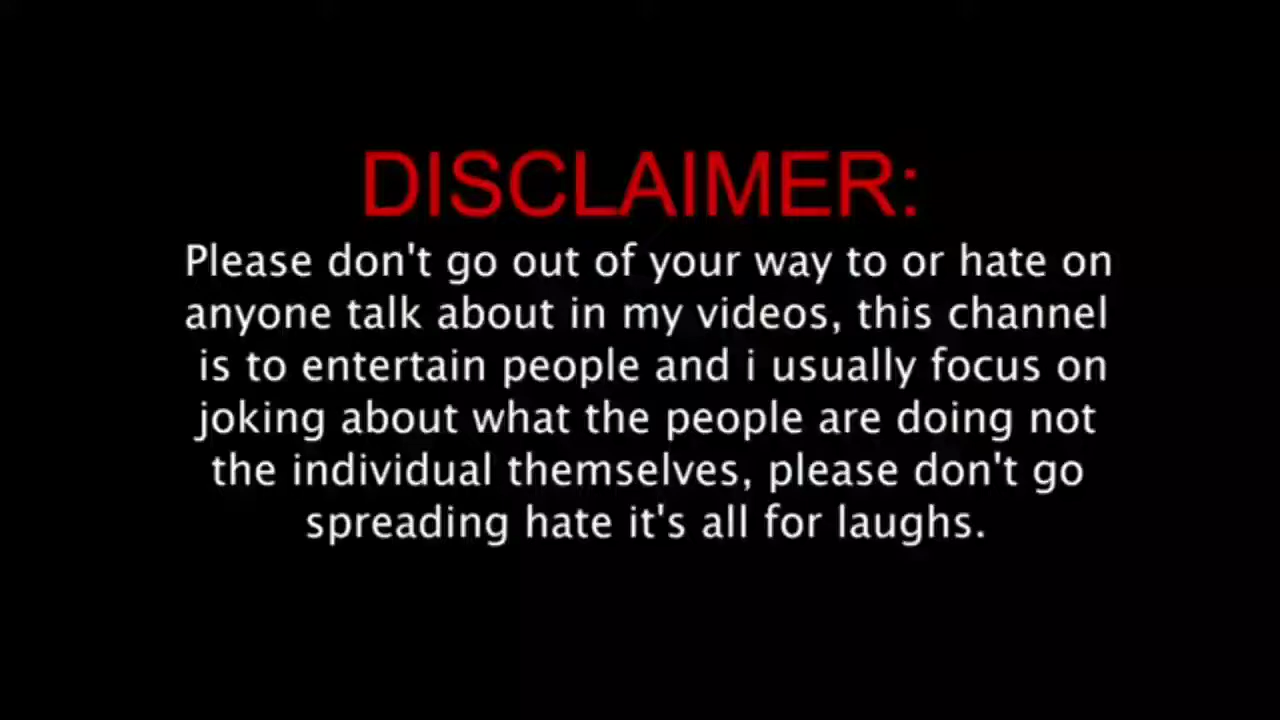 DISCLAIMER:
Please don't go out of your way to or hate on
anyone talk about in my videos, this channel
is to entertain people and i usually focus on
joking about what the people are doing not
the individual themselves, please don't go
spreading hate it's all for laughs.